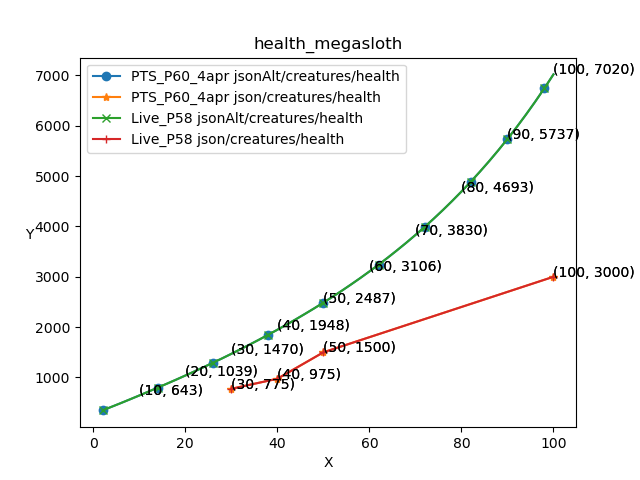 health_megasloth
PTS_P60_4apr jsonAlt/creatures/health
PTS_P60_4apr json/creatures/health
Live_P58 jsonAlt/creatures/health
Live_P58 json/creatures/health
(100, 7020)
(90, 5737)
(80, 4693)
(70, 3830)
(60, 3106)
(50, 2487)
(40, 1948)
(30, 1470)
(20, 1039)
(10, 643)
(100, 3000)
(50, 1500)
(40, 975)
(30, 775)
Y
7000
6000
5000
4000
3000
2000
1000
0 20 40 60 80 100
X